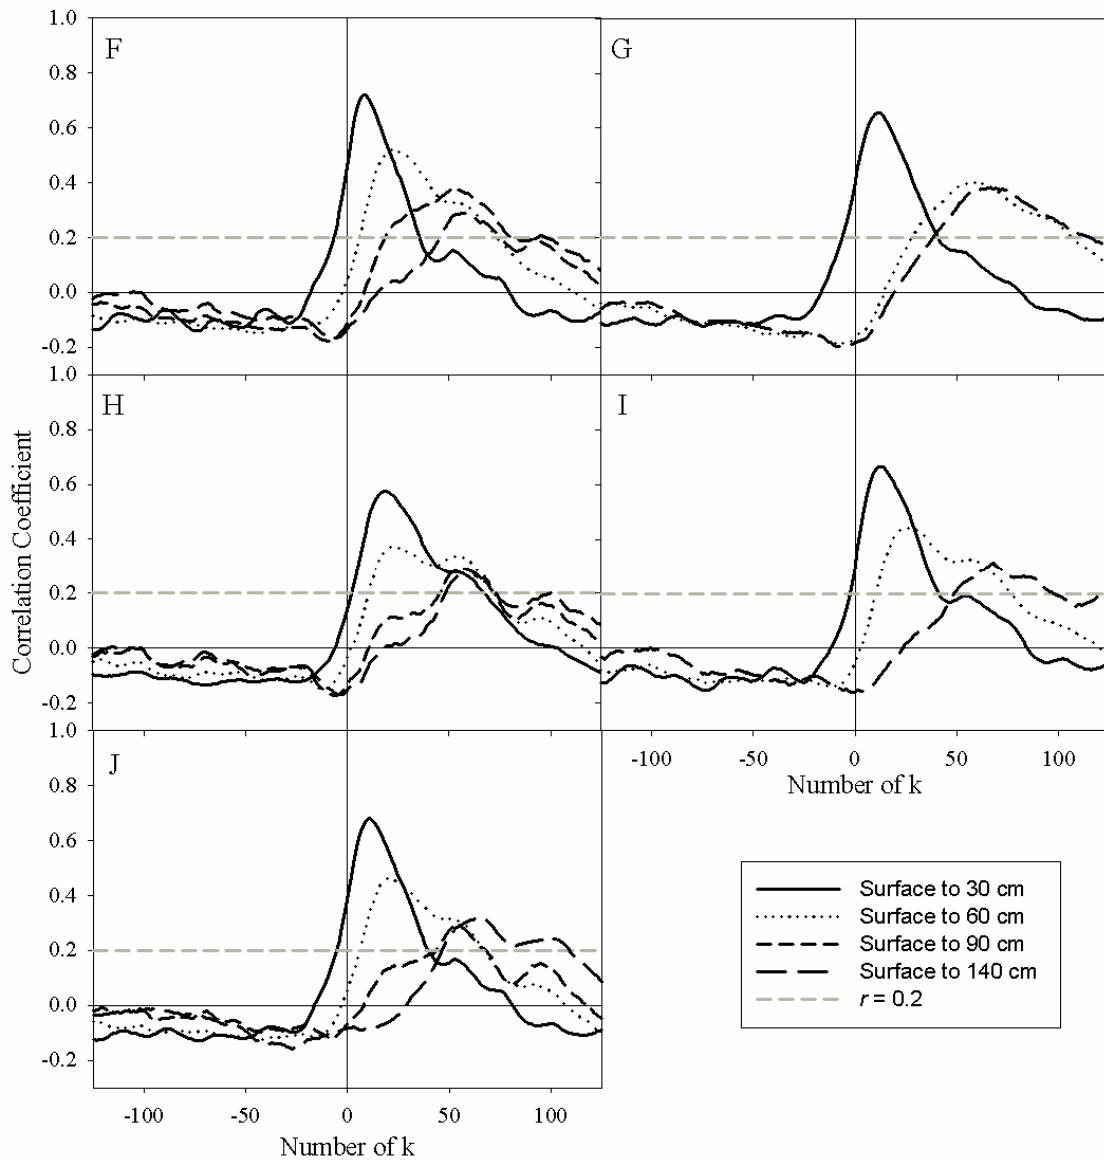 1.0
F
G
0.8
0.6
0.4
0.2
0.0
-0.2
1.0
H
I
0.8
0.6
0.4
0.2
0.0
-0.2
Correlation Coefficient
1.0
-100 -50 0 50 100
Number of k
J
0.8
0.6
0.4
0.2
0.0
-0.2
-100 -50 0 50 100
Number of k
Surface to 30 cm
Surface to 60 cm
Surface to 90 cm
Surface to 140 cm
r = 0.2